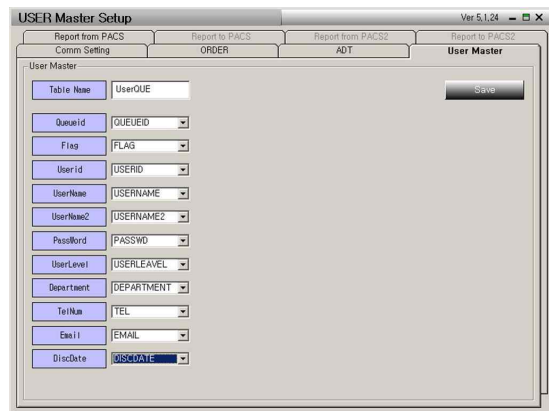 USER Master Setup Ver 5,1,24
Report from PACS Report to PACS Report from PACS2 Report to PACS2
Comm Setting ORDER ADT User Master
User Master
Table Name UserQUE Save
Queueid QUEUEID
Flag FLAG
Userid USERID
UserName USERNAME
UserName2 USERNAME2
PassWord PASSWD
UserLevel USERLEAVEL
Department DEPARTMENT
TelNum TEL
Email EMAIL
DiscDate DISCDATE